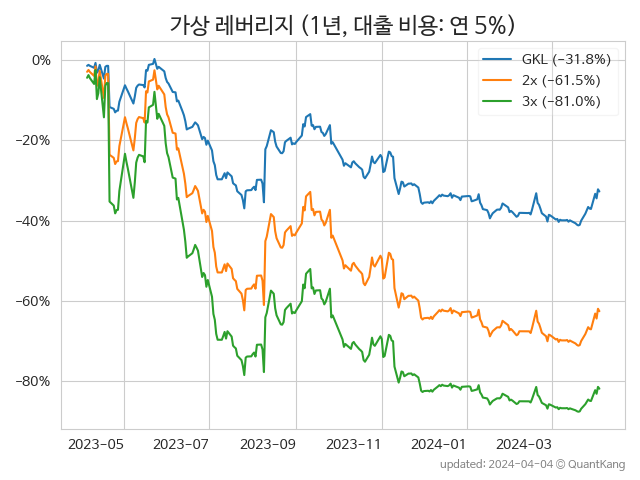 가상 레버리지 (1년, 대출 비용: 연 5%)
GKL (−31.8%)
2x (−61.5%)
3x (−81.0%)
0%
−20%
−40%
−60%
−80%
2023−05 2023−07 2023−09 2023−11 2024−01 2024−03
updated: 2024−04−04 © QuantKang